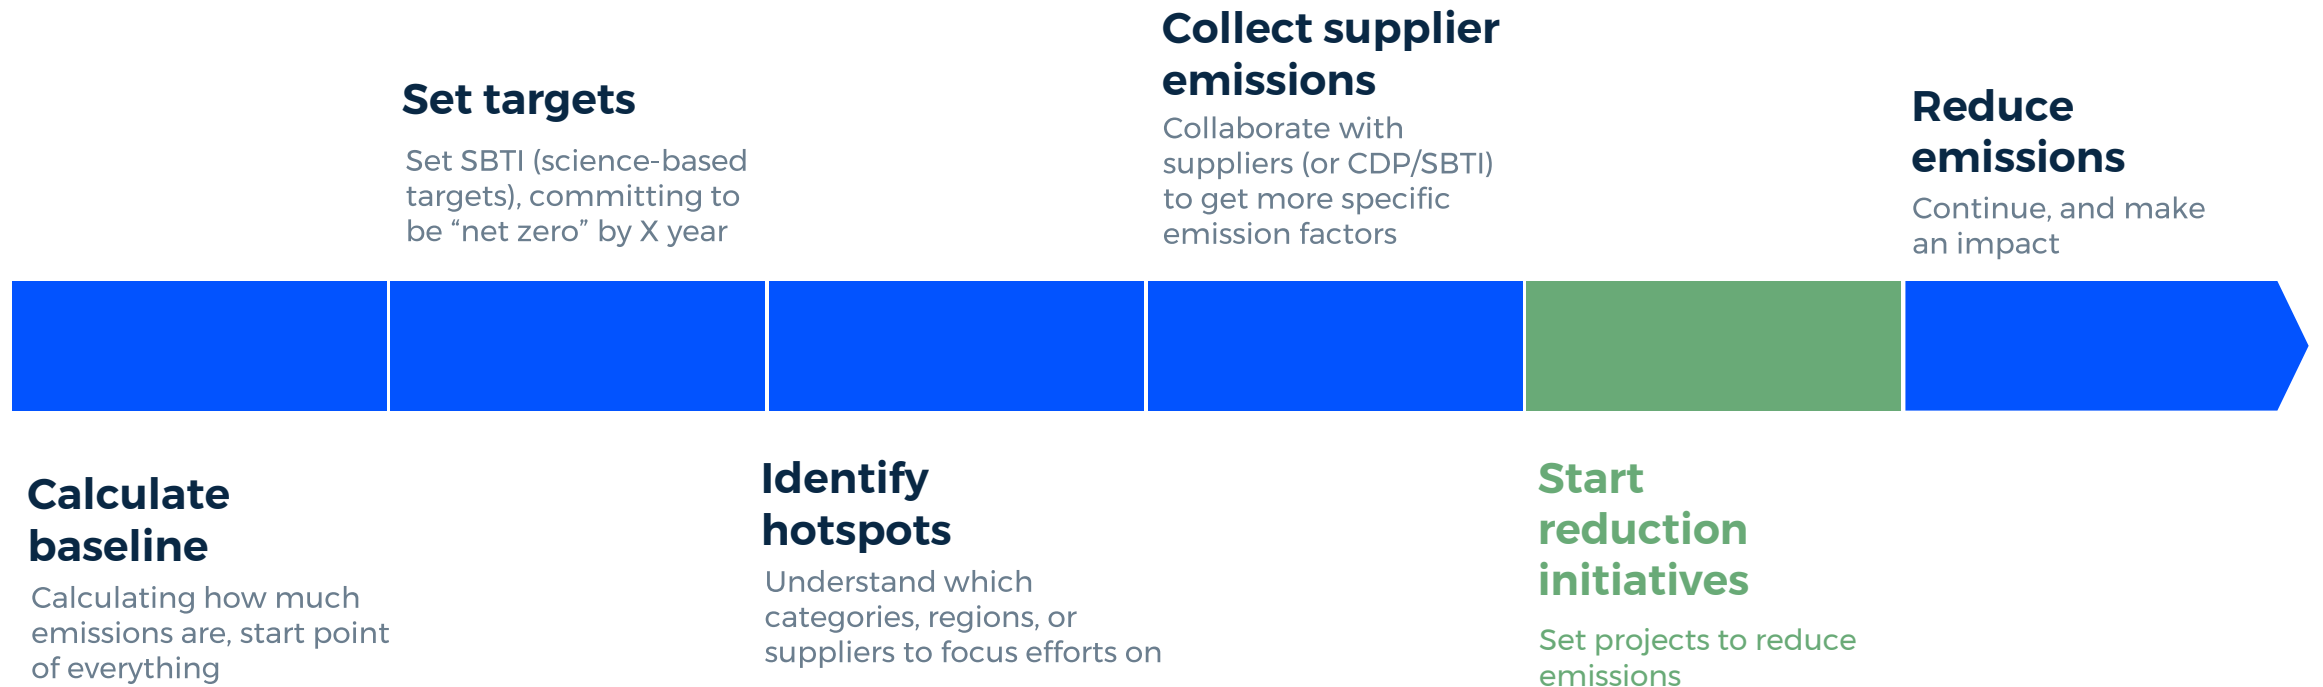 Calculate
baseline
Calculating how much
emissions are, start point
of everything
Set targets
Set SBTI (science-based
targets), committing to
be “net zero” by X year
Identify
hotspots
Understand which
categories, regions, or
suppliers to focus efforts on
Collect supplier
emissions
Collaborate with
suppliers (or CDP/SBTI)
to get more specific
emission factors
Start
reduction
initiatives
Set projects to reduce
emissions
Reduce
emissions
Continue, and make
an impact